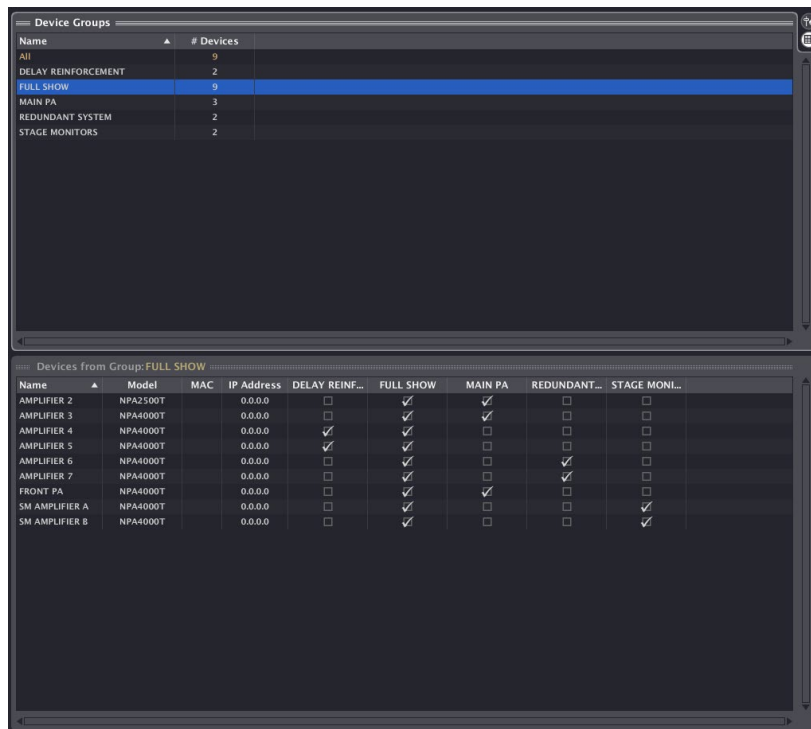 Device Groups
Name # Devices
All 9
DELAY REINFORCEMENT 2
FULL SHOW 9
MAIN PA 3
REDUNDANT SYSTEM 2
STAGE MONITORS 2
Devices from Group:FULL SHOW
Name Model MAC IP Address DELAY REINF... FULL SHOW MAIN PA REDUNDANT... STAGE MONI...
AMPLIFIER 2 NPA2500T 0.0.0.0
AMPLIFIER 3 NPA4000T 0.0.0.0
AMPLIFIER 4 NPA4000T 0.0.0.0
AMPLIFIER 5 NPA4000T 0.0.0.0
AMPLIFIER 6 NPA4000T 0.0.0.0
AMPLIFIER 7 NPA4000T 0.0.0.0
FRONT PA NPA4000T 0.0.0.0
SM AMPLIFIER A NPA4000T 0.0.0.0
SM AMPLIFIER B NPA4000T 0.0.0.0